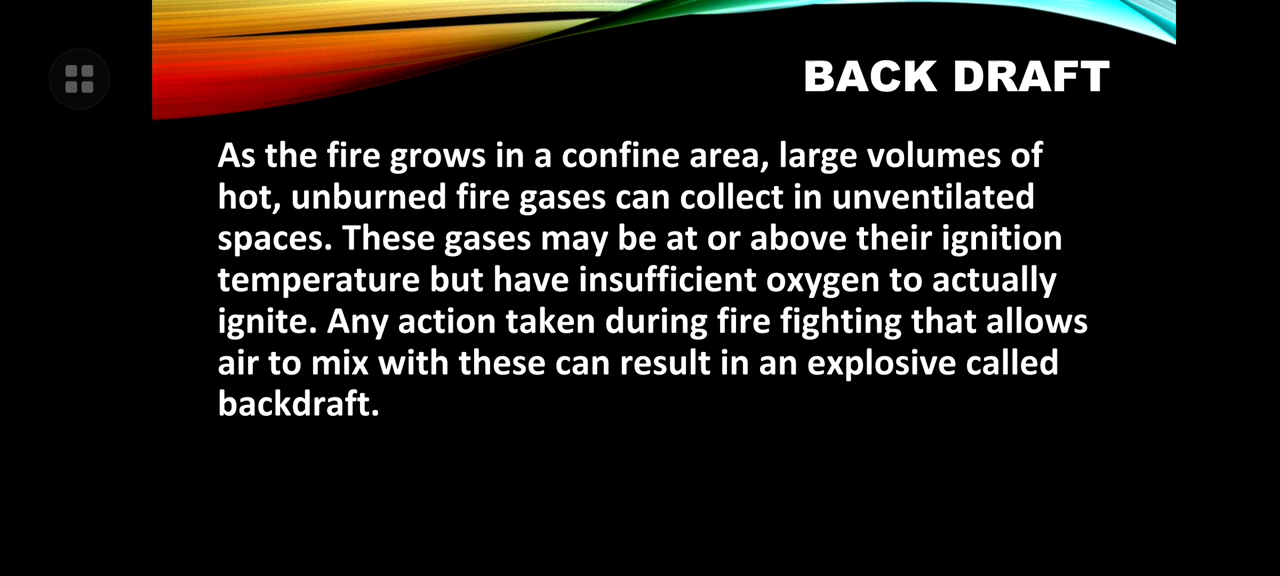 BACK DRAFT
As the fire grows in a confine area, large volumes of
hot, unburned fire gases can collect in unventilated
spaces. These gases may be at or above their ignition
temperature but have insufficient oxygen to actually
ignite. Any action taken during fire fighting that allows
air to mix with these can result in an explosive called
backdraft.